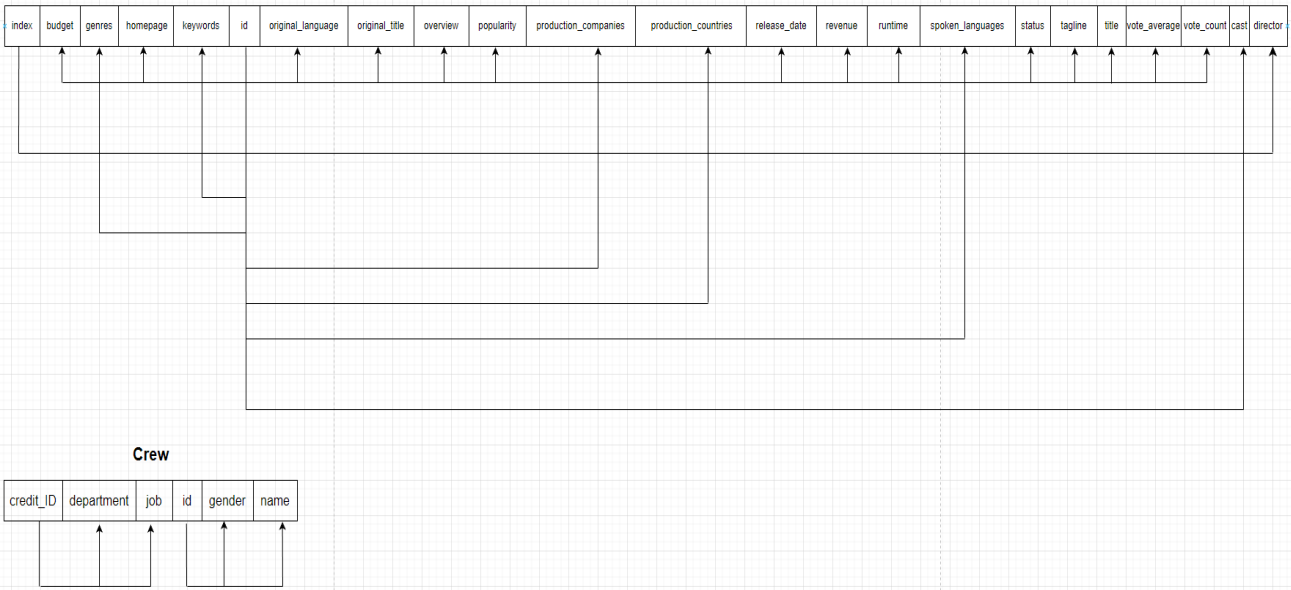 index budget genres homepage keywords id original_language original_title overview popularity production_companies production_countries release_date revenue runtime spoken_languages status tagline title vote_average vote_count cast director
Crew
credit_ID department job id gender name